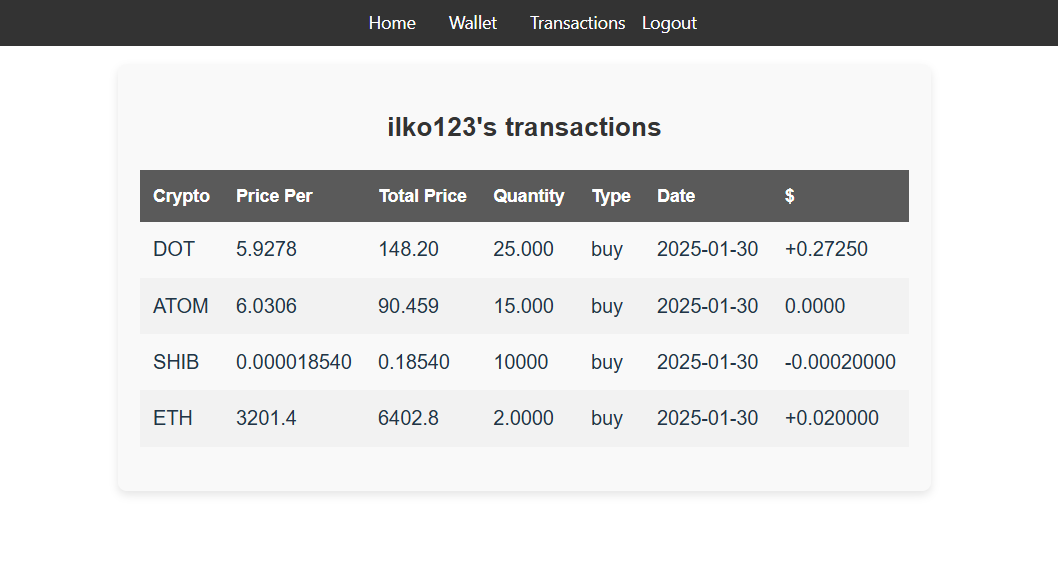 Home Wallet Transactions Logout
ilko123's transactions
Crypto Price Per Total Price Quantity Type Date $
DOT 5.9278 148.20 25.000 buy 2025-01-30 +0.27250
ATOM 6.0306 90.459 15.000 buy 2025-01-30 0.0000
SHIB 0.000018540 0.18540 10000 buy 2025-01-30 -0.00020000
ETH 3201.4 6402.8 2.0000 buy 2025-01-30 +0.020000